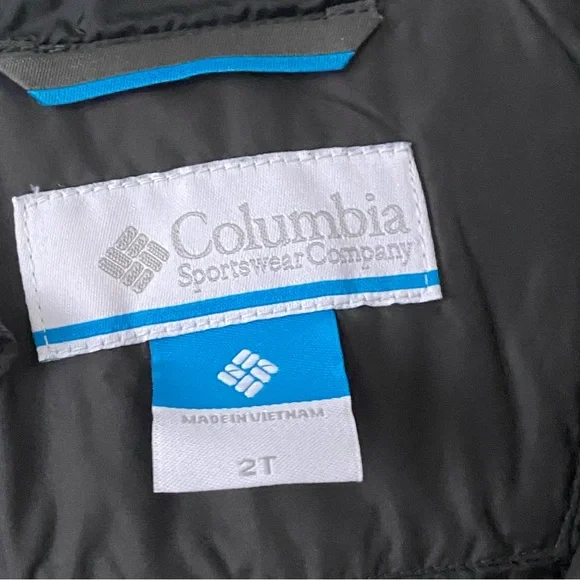 Columbia
Sportswear Company
MADE IN VIETNAM
2T